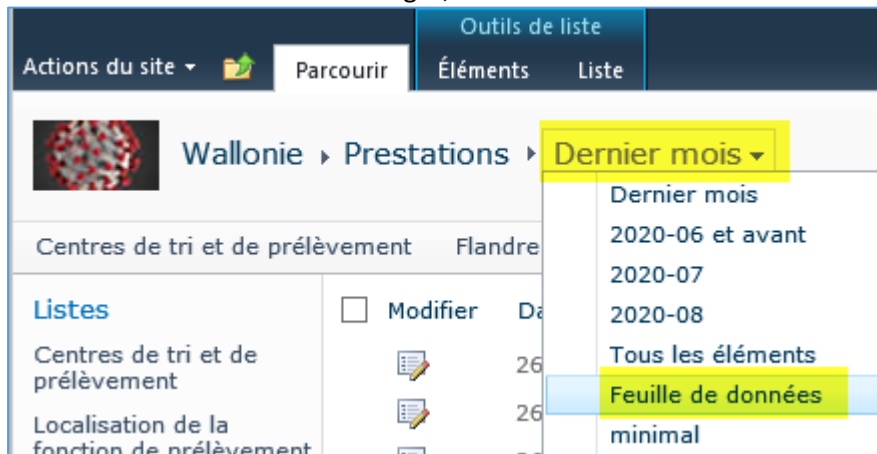 Outils de liste
Actions du site Parcourir Éléments Liste
Wallonie Prestations Dernier mois
Dernier mois
2020-06 et avant
2020-07
2020-08
Tous les éléments
Feuille de données
minimal
Centres de tri et de prélèvement Flandre
Listes
Centres de tri et de
prélèvement
Localisation de la
fonction de prélèvement
Modifier
26
26